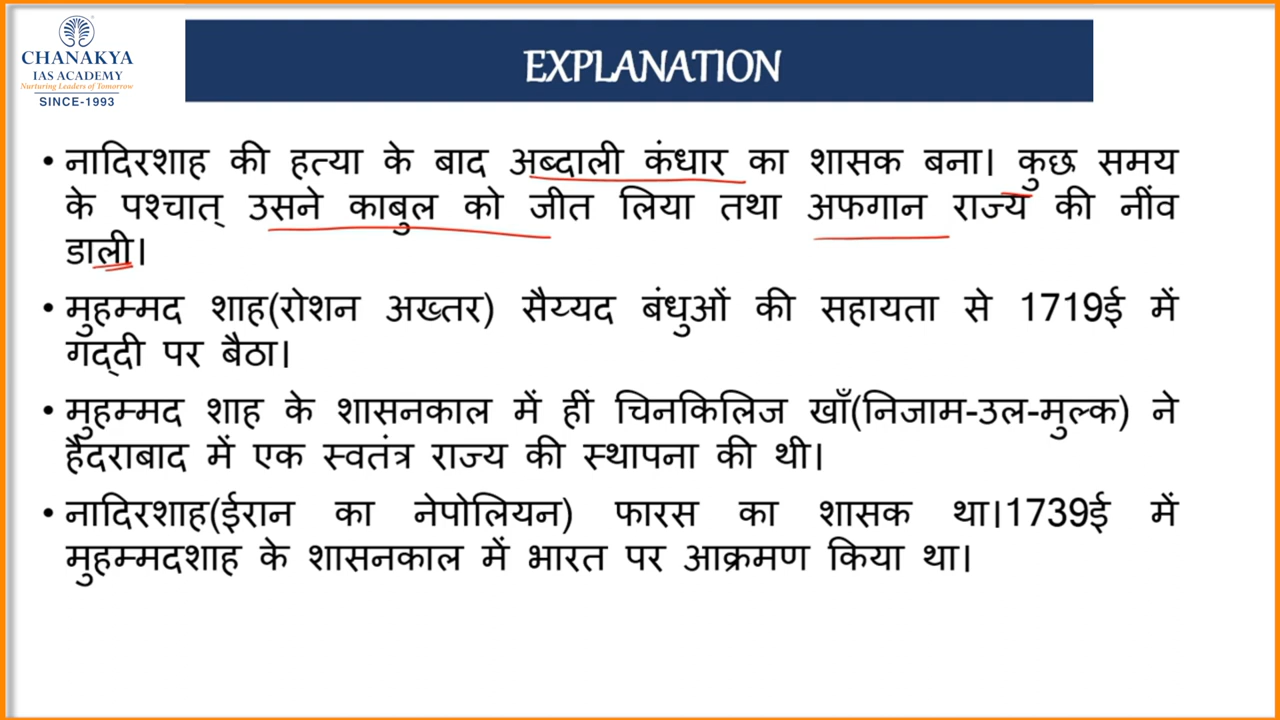 CHANAKYA
IAS ACADEMY
Nurturing Leaders of Tomorrow
SINCE-1993
EXPLANATION
• नादिरशाह की हत्या के बाद अब्दाली कंधार का शासक बना। कुछ समय
के पश्चात् उसने काबुल को जीत लिया तथा अफगान राज्य की नींव
डाली।
• मुहम्मद शाह(रोशन अख्तर) सैय्यद बंधुओं की सहायता से 1719ई में
गद्दी पर बैठा।
• मुहम्मद शाह के शासनकाल में हीं चिनकिलिज खाँ(निजाम-उल-मुल्क) ने
हैदराबाद में एक स्वतंत्र राज्य की स्थापना की थी।
• नादिरशाह(ईरान का नेपोलियन) फारस का शासक था।1739ई में
मुहम्मदशाह के शासनकाल में भारत पर आक्रमण किया था।